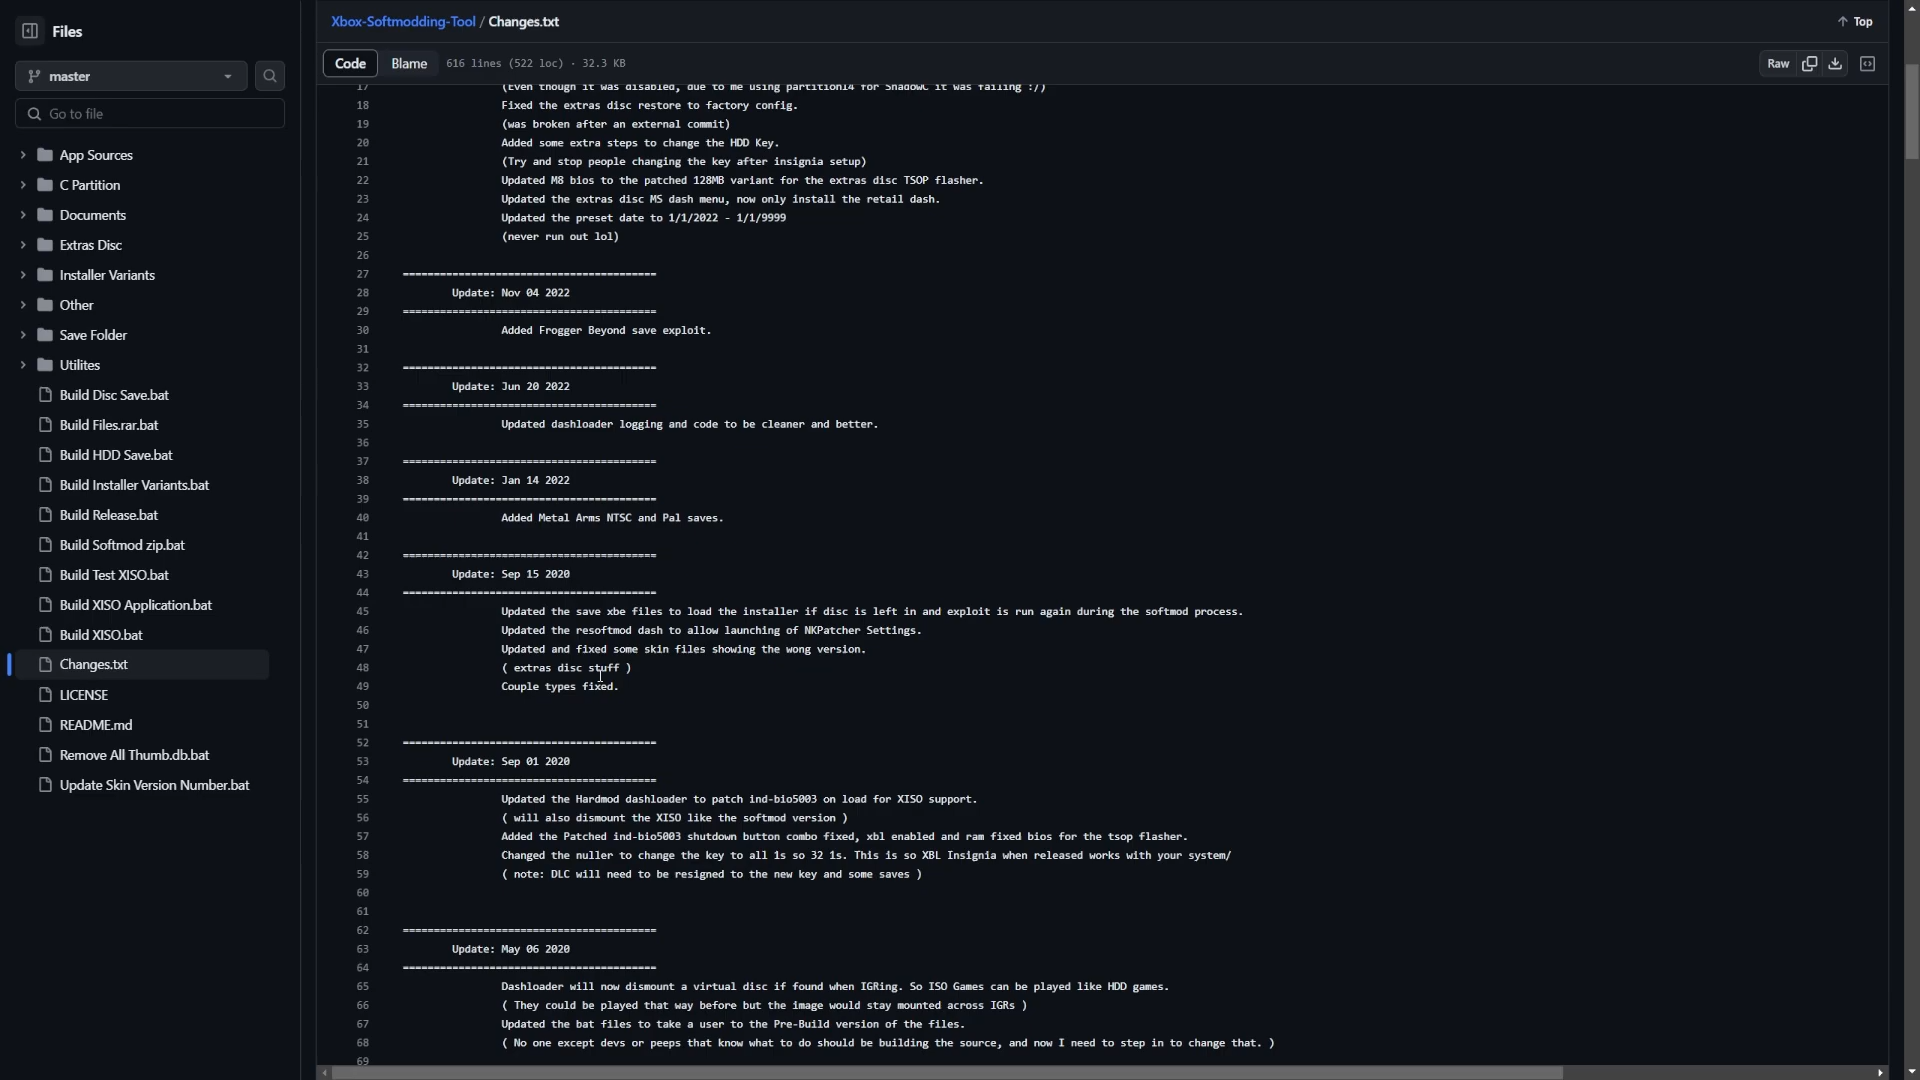 Files
master
Go to file
App Sources
C Partition
Documents
Extras Disc
Installer Variants
Other
Save Folder
Utilites
Build Disc Save.bat
Build Files.rar.bat
Build HDD Save.bat
Build Installer Variants.bat
Build Release.bat
Build Softmod zip.bat
Build Test XISO.bat
Build XISO Application.bat
Build XISO.bat
Changes.txt
LICENSE
README.md
Remove All Thumb.db.bat
Update Skin Version Number.bat
Xbox-Softmodding-Tool / Changes.txt
Top
Code Blame 616 lines (522 loc) · 32.3 KB Raw
17 (Even though it was disabled, due to me using partition14 for ShadowC it was failing :/)
18 Fixed the extras disc restore to factory config.
19 (was broken after an external commit)
20 Added some extra steps to change the HDD Key.
21 (Try and stop people changing the key after insignia setup)
22 Updated M8 bios to the patched 128MB variant for the extras disc TSOP flasher.
23 Updated the extras disc MS dash menu, now only install the retail dash.
24 Updated the preset date to 1/1/2022 - 1/1/9999
25 (never run out lol)
26
27 =========================================
28 Update: Nov 04 2022
29 =========================================
30 Added Frogger Beyond save exploit.
31
32 =========================================
33 Update: Jun 20 2022
34 =========================================
35 Updated dashloader logging and code to be cleaner and better.
36
37 =========================================
38 Update: Jan 14 2022
39 =========================================
40 Added Metal Arms NTSC and Pal saves.
41
42 =========================================
43 Update: Sep 15 2020
44 =========================================
45 Updated the save xbe files to load the installer if disc is left in and exploit is run again during the softmod process.
46 Updated the resoftmod dash to allow launching of NKPatcher Settings.
47 Updated and fixed some skin files showing the wong version.
48 ( extras disc stuff )
49 Couple types fixed.
50
51
52 =========================================
53 Update: Sep 01 2020
54 =========================================
55 Updated the Hardmod dashloader to patch ind-bio5003 on load for XISO support.
56 ( will also dismount the XISO like the softmod version )
57 Added the Patched ind-bio5003 shutdown button combo fixed, xbl enabled and ram fixed bios for the tsop flasher.
58 Changed the nuller to change the key to all 1s so 32 1s. This is so XBL Insignia when released works with your system/
59 ( note: DLC will need to be resigned to the new key and some saves )
60
61
62 =========================================
63 Update: May 06 2020
64 =========================================
65 Dashloader will now dismount a virtual disc if found when IGRing. So ISO Games can be played like HDD games.
66 ( They could be played that way before but the image would stay mounted across IGRs )
67 Updated the bat files to take a user to the Pre-Build version of the files.
68 ( No one except devs or peeps that know what to do should be building the source, and now I need to step in to change that. )
69